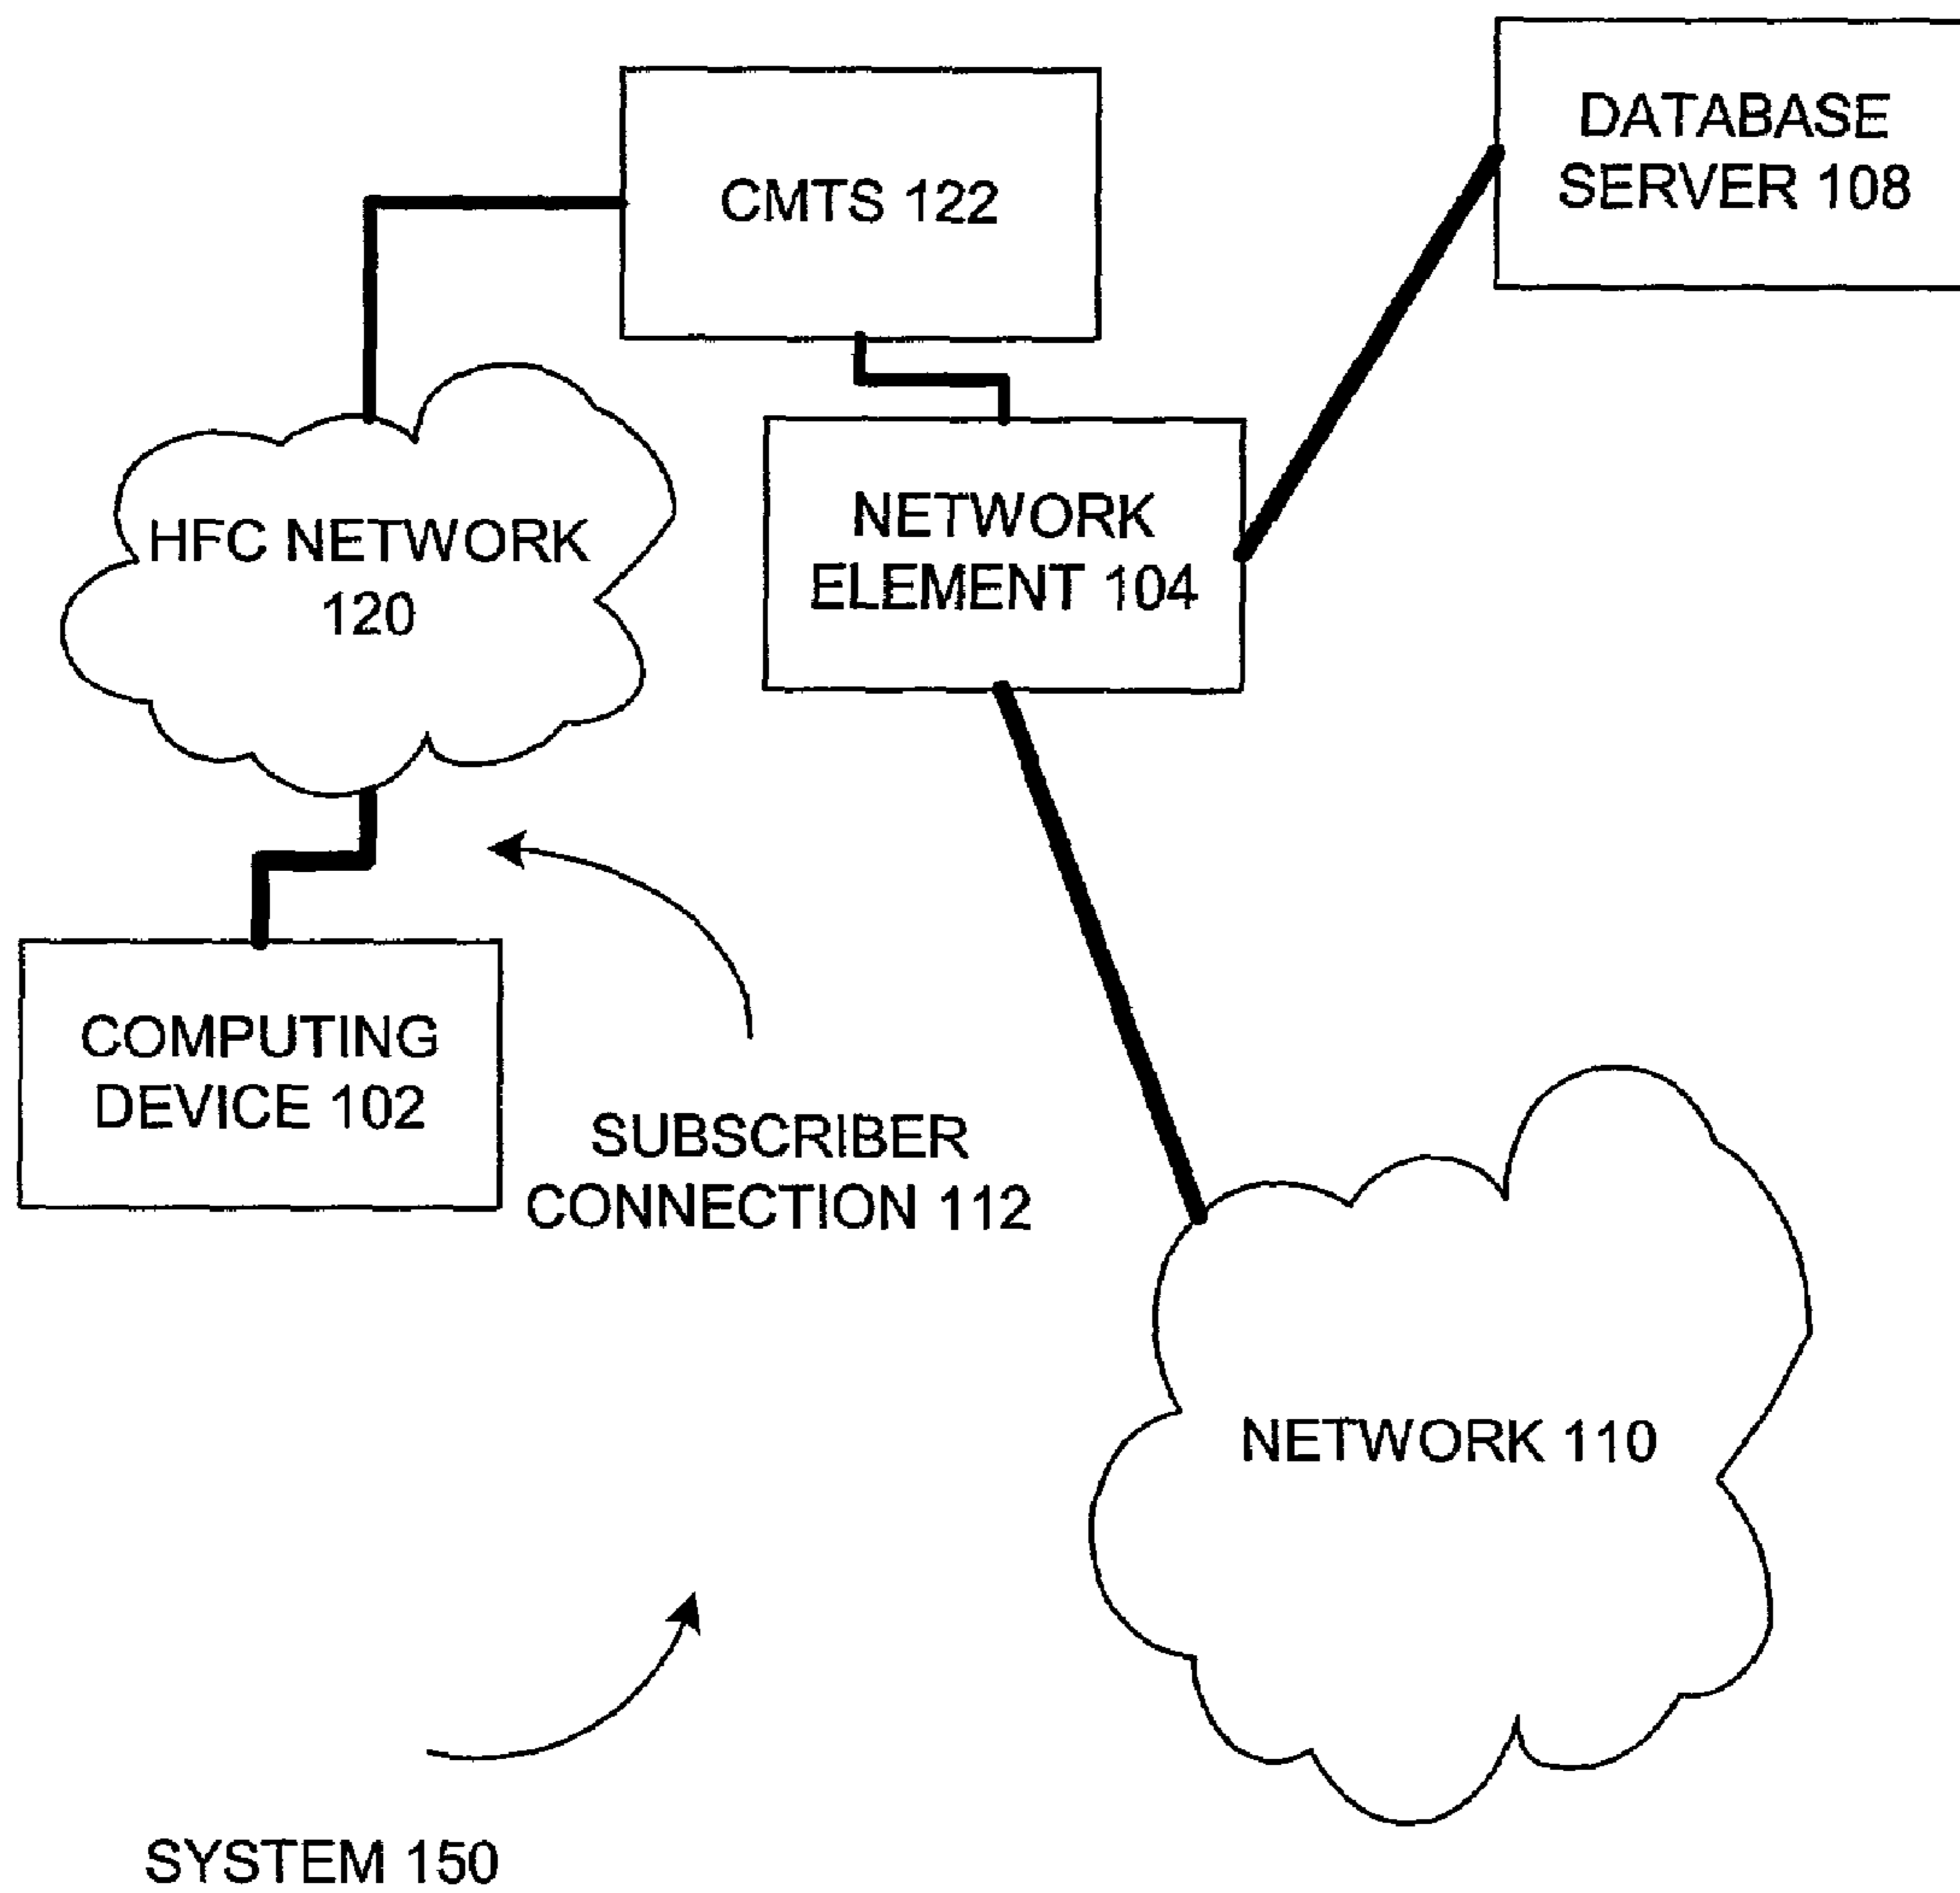 DATABASE
SERVER 108
CMTS 122
HFC NETWORK
120
NETWORK
ELEMENT 104
COMPUTING
DEVICE 102
SUBSCRIBER
CONNECTION 112
NETWORK 110
SYSTEM 150